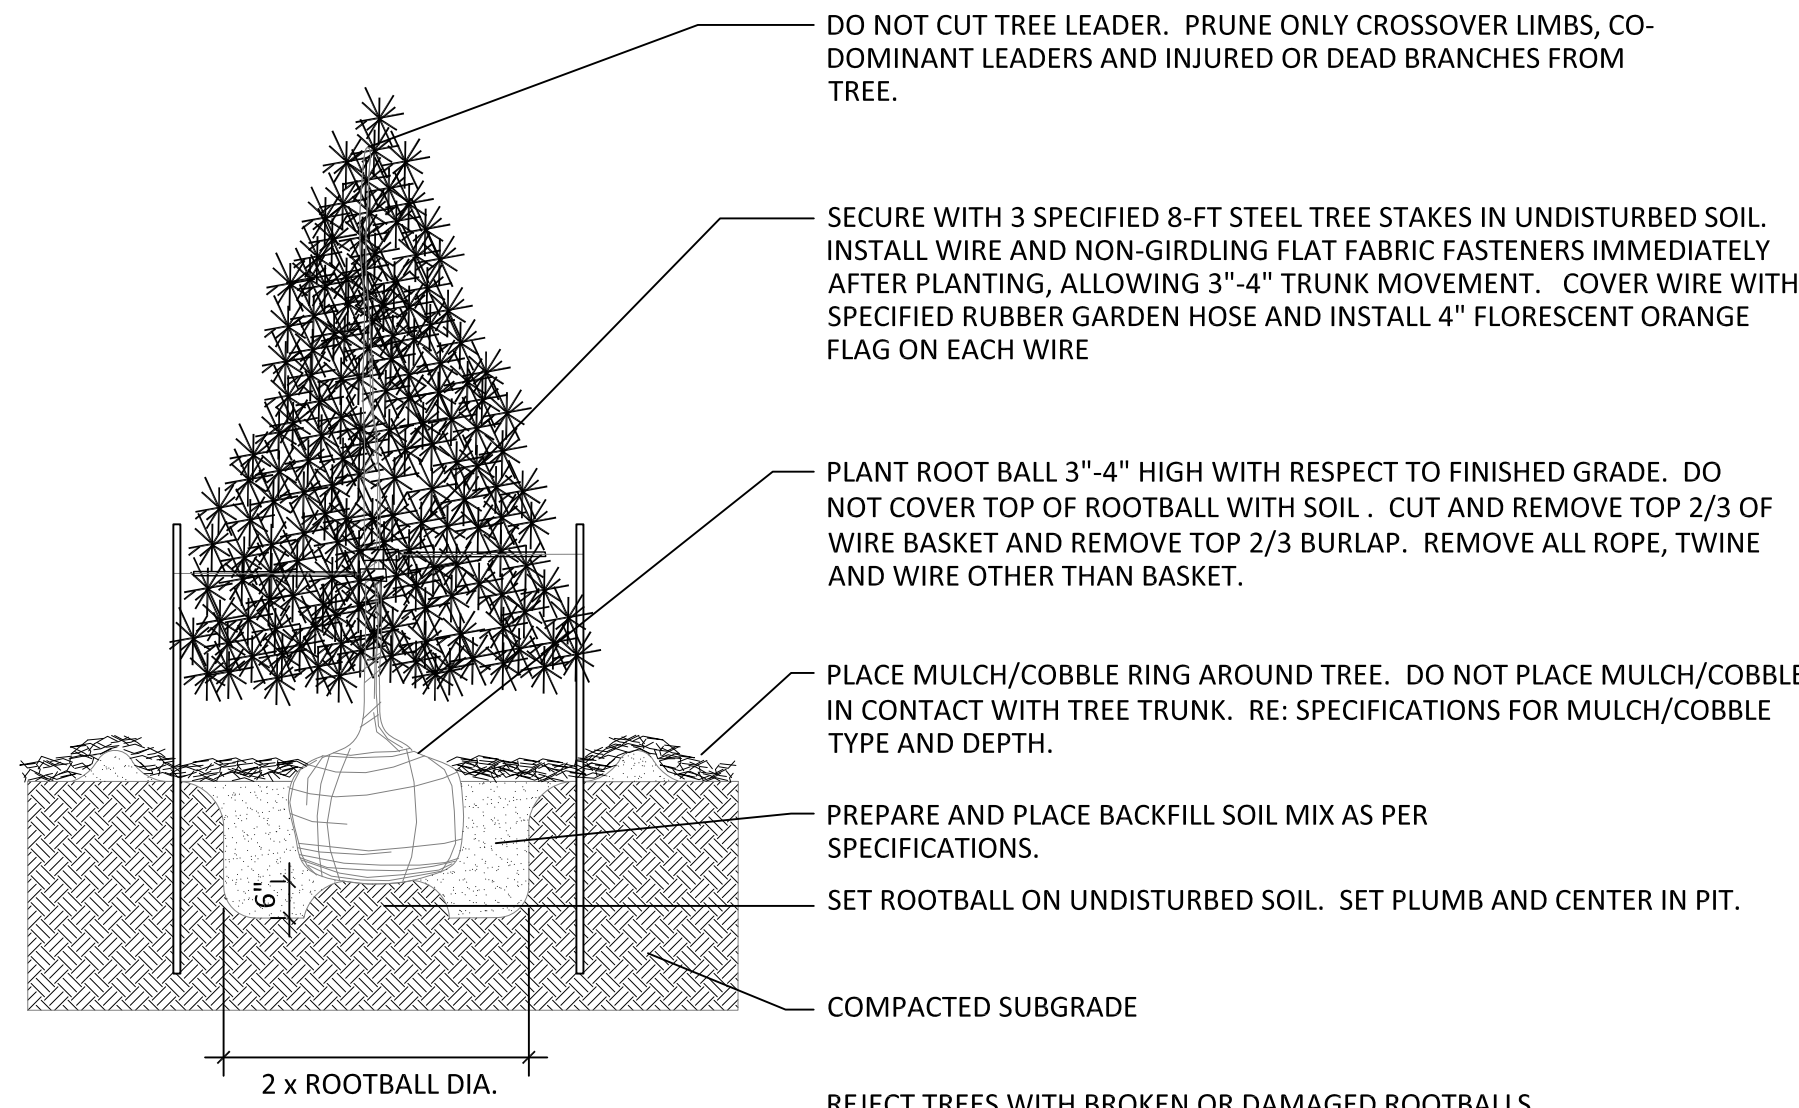 DO NOT CUT TREE LEADER. PRUNE ONLY CROSSOVER LIMBS, CO-
DOMINANT LEADERS AND INJURED OR DEAD BRANCHES FROM
TREE.
SECURE WITH 3 SPECIFIED 8-FT STEEL TREE STAKES IN UNDISTURBED SOIL.
INSTALL WIRE AND NON-GIRDLING FLAT FABRIC FASTENERS IMMEDIATELY
AFTER PLANTING, ALLOWING 3"-4" TRUNK MOVEMENT. COVER WIRE WITH
SPECIFIED RUBBER GARDEN HOSE AND INSTALL 4" FLORESCENT ORANGE
FLAG ON EACH WIRE
PLANT ROOT BALL 3"-4" HIGH WITH RESPECT TO FINISHED GRADE. DO
NOT COVER TOP OF ROOTBALL WITH SOIL . CUT AND REMOVE TOP 2/3 OF
WIRE BASKET AND REMOVE TOP 2/3 BURLAP. REMOVE ALL ROPE, TWINE
AND WIRE OTHER THAN BASKET.
PLACE MULCH/COBBLE RING AROUND TREE. DO NOT PLACE MULCH/COBBLE
IN CONTACT WITH TREE TRUNK. RE: SPECIFICATIONS FOR MULCH/COBBLE
TYPE AND DEPTH.
PREPARE AND PLACE BACKFILL SOIL MIX AS PER
SPECIFICATIONS.
6"
SET ROOTBALL ON UNDISTURBED SOIL. SET PLUMB AND CENTER IN PIT.
COMPACTED SUBGRADE
2 x ROOTBALL DIA.
REJECT TREES WITH BROKEN OR DAMAGED ROOTBALLS